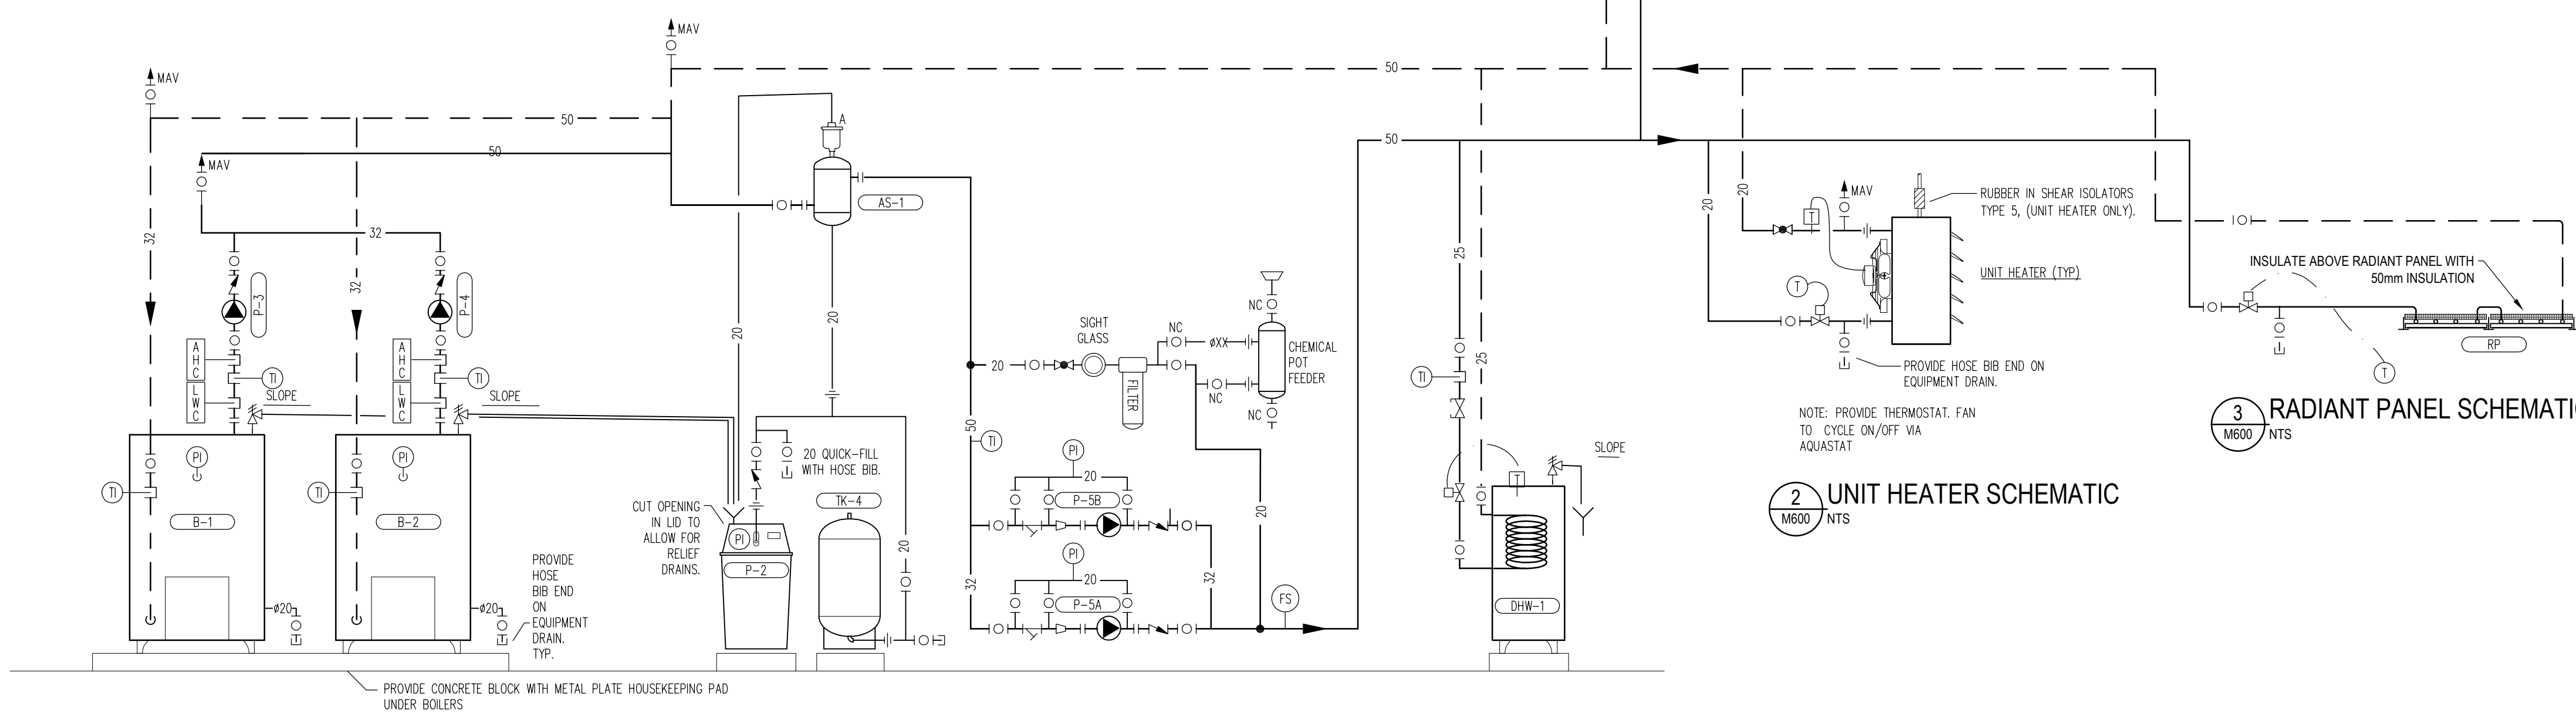 MAV
MAV
50
50
50
MAV
50
32
32
32
P-3
P-4
AHC
LWC
TI
SLOPE
AHC
LWC
TI
SLOPE
PI
PI
TI
TI
B-1
B-2
ø20
ø20
PROVIDE
HOSE
BIB END
ON
EQUIPMENT
DRAIN.
TYP.
PROVIDE CONCRETE BLOCK WITH METAL PLATE HOUSEKEEPING PAD
UNDER BOILERS
A
AS-1
20
20
20 QUICK-FILL
WITH HOSE BIB.
CUT OPENING
IN LID TO
ALLOW FOR
RELIEF
DRAINS.
PI
P-2
TK-4
20
50
TI
32
20
SIGHT
GLASS
FILTER
NC
øXX
NC
NC
CHEMICAL
POT
FEEDER
NC
PI
20
P-5B
PI
20
P-5A
32
20
FS
25
25
TI
T
SLOPE
DHW-1
20
20
T
MAV
T
RUBBER IN SHEAR ISOLATORS
TYPE 5, (UNIT HEATER ONLY).
UNIT HEATER (TYP)
PROVIDE HOSE BIB END ON
EQUIPMENT DRAIN.
NOTE: PROVIDE THERMOSTAT. FAN
TO CYCLE ON/OFF VIA
AQUASTAT
2
M600
UNIT HEATER SCHEMATIC
NTS
INSULATE ABOVE RADIANT PANEL WITH
50mm INSULATION
RP
T
3
M600
RADIANT PANEL SCHEMATI
NTS